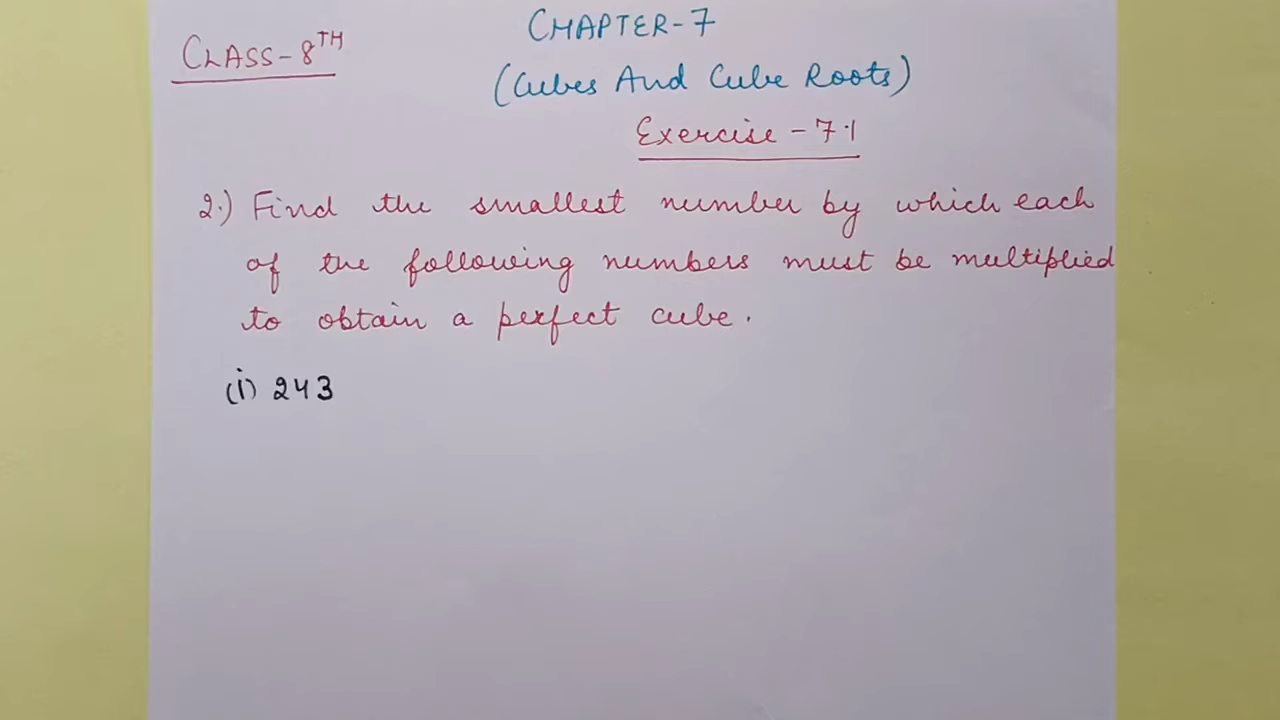 CLASS-8TH
CHAPTER-7
(Cubes And Cube Roots)
Exercise - 7.1
2.) Find the smallest number by which each
of the following numbers must be multiplied
to obtain a perfect cube.
(i) 243